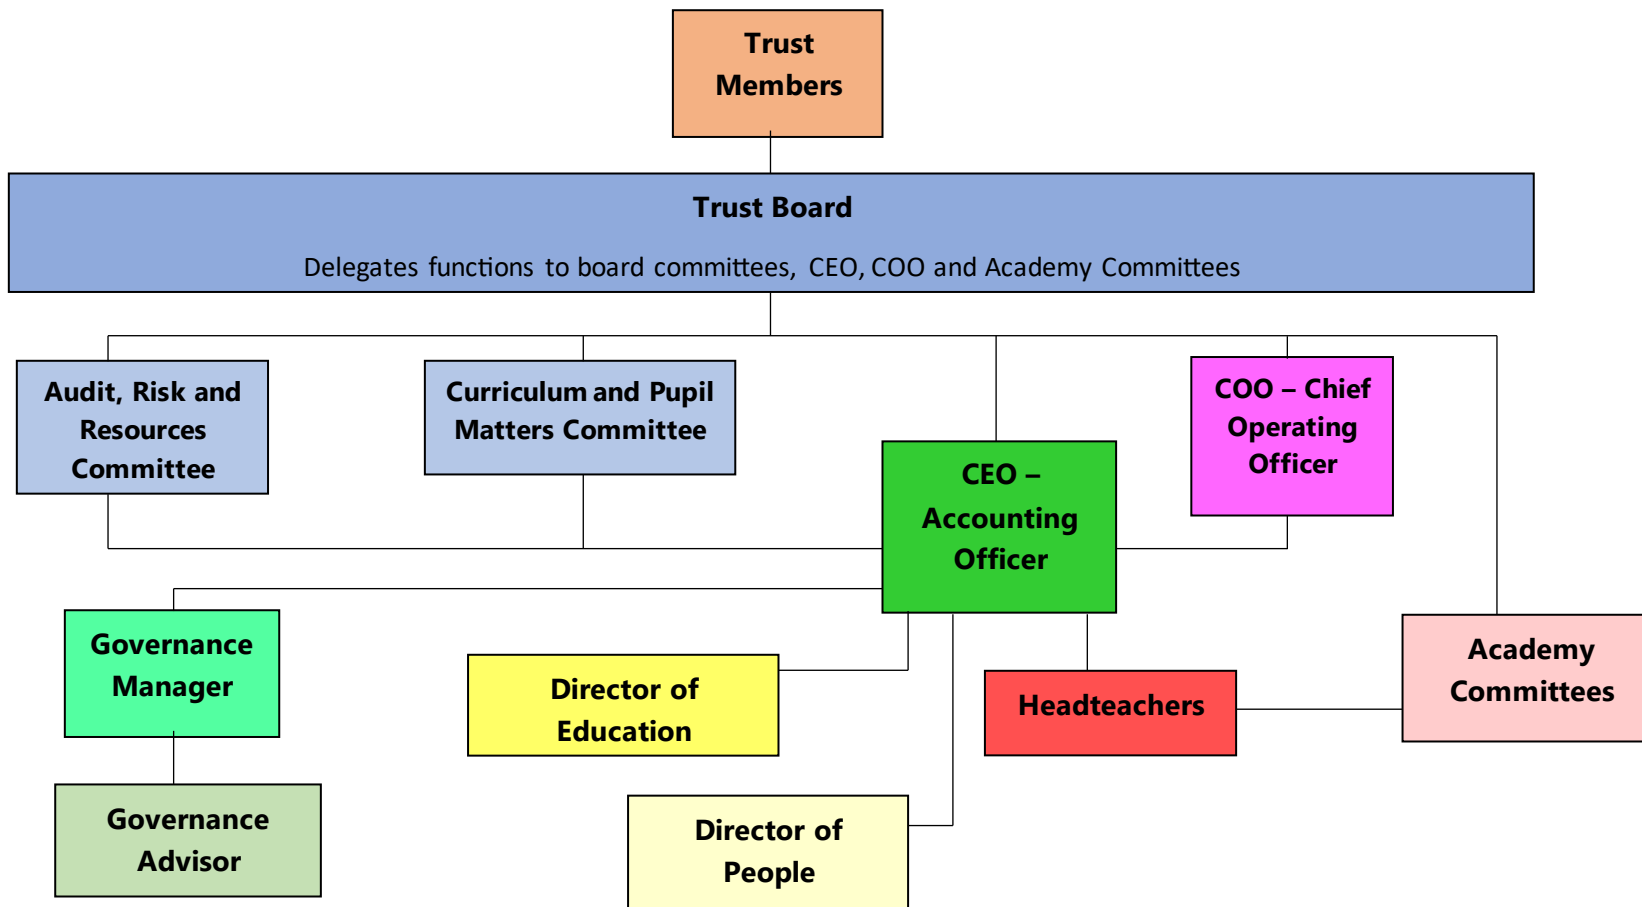 Trust
Members
Trust Board
Delegates functions to board committees, CEO, COO and Academy Committees
Audit, Risk and
Resources
Committee
Curriculum and Pupil
Matters Committee
CEO –
Accounting
Officer
COO – Chief
Operating
Officer
Governance
Manager
Director of
Education
Headteachers
Academy
Committees
Governance
Advisor
Director of
People